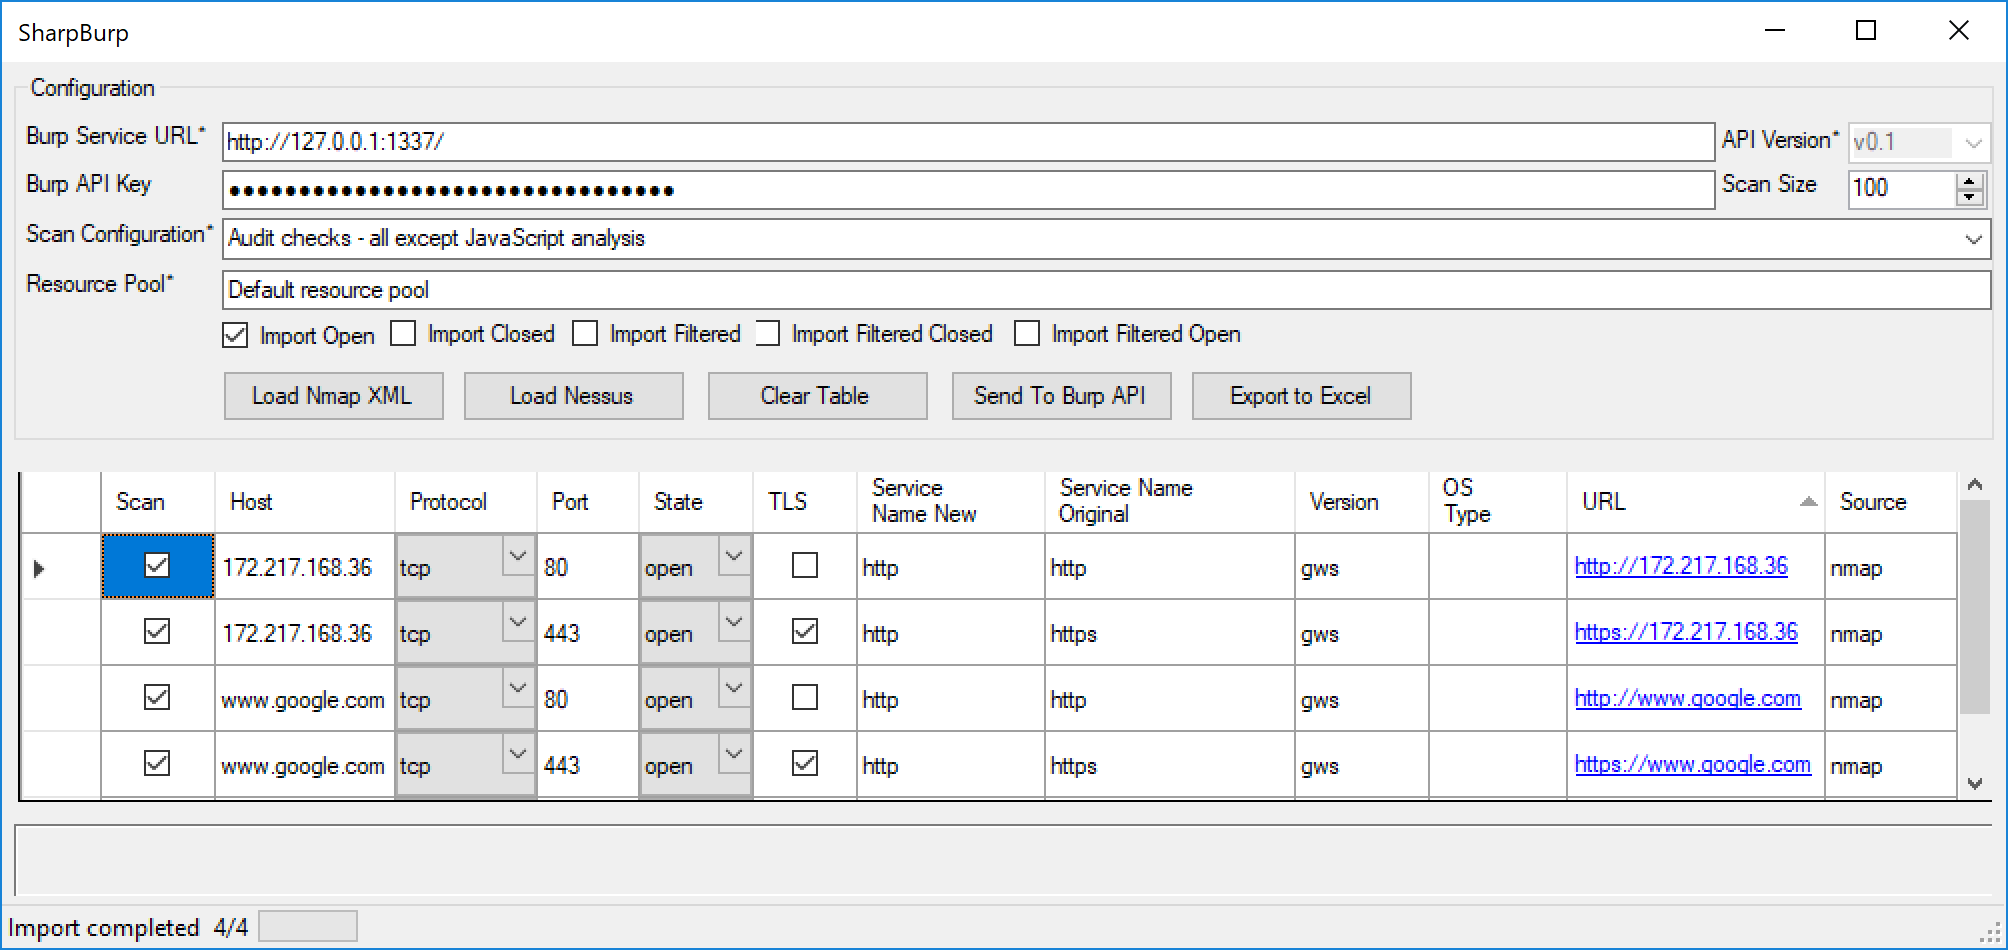 SharpBurp
Configuration
Burp Service URL* http://127.0.0.1:1337/ API Version* v0.1
Burp API Key ●●●●●●●●●●●●●●●●●●●●●●●●●●●●●●●● Scan Size 100
Scan Configuration* Audit checks - all except JavaScript analysis
Resource Pool* Default resource pool
Import Open Import Closed Import Filtered Import Filtered Closed Import Filtered Open
Load Nmap XML Load Nessus Clear Table Send To Burp API Export to Excel
Scan Host Protocol Port State TLS Service Name New Service Name Original Version OS Type URL Source
172.217.168.36 tcp 80 open http http gws http://172.217.168.36 nmap
172.217.168.36 tcp 443 open http https gws https://172.217.168.36 nmap
www.google.com tcp 80 open http http gws http://www.google.com nmap
www.google.com tcp 443 open http https gws https://www.google.com nmap
Import completed 4/4